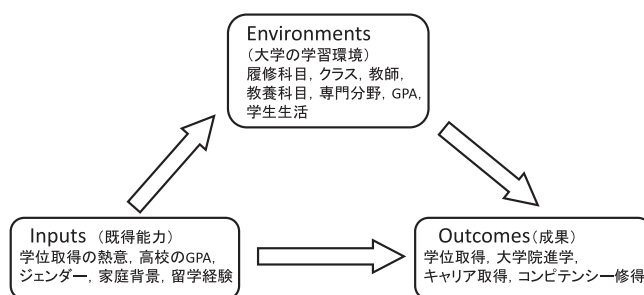 Environments
(大学の学習環境)
履修科目, クラス, 教師,
教養科目, 専門分野, GPA,
学生生活
Inputs (既得能力)
学位取得の熱意, 高校のGPA,
ジェンダー, 家庭背景, 留学経験
Outcomes(成果)
学位取得, 大学院進学,
キャリア取得, コンピテンシー修得